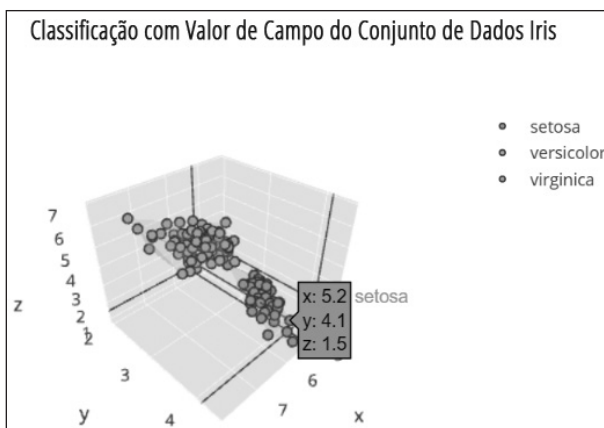 Classificação com Valor de Campo do Conjunto de Dados Iris
setosa
versicolor
virginica
7
6
5
4
3
2
1
2
z
3
4
y
x: 5.2
y: 4.1
z: 1.5
setosa
6
7
x